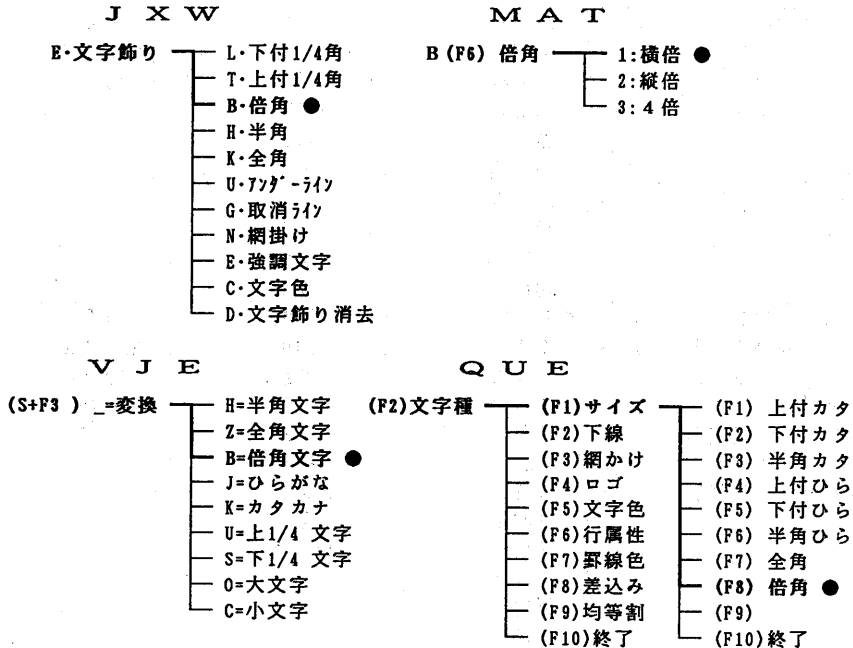 JXW
E・文字飾り
L・下付1/4角
T・上付1/4角
B・倍角 ●
H・半角
K・全角
U・ｱﾝﾀﾞｰﾗｲﾝ
G・取消ﾗｲﾝ
N・網掛け
E・強調文字
C・文字色
D・文字飾り消去
MAT
B(F6) 倍角
1:横倍 ●
2:縦倍
3:4倍
VJE
(S+F3 ) _=変換
H=半角文字
Z=全角文字
B=倍角文字 ●
J=ひらがな
K=カタカナ
U=上1/4 文字
S=下1/4 文字
O=大文字
C=小文字
QUE
(F2)文字種
(F1)サイズ
(F2)下線
(F3)網かけ
(F4)ロゴ
(F5)文字色
(F6)行属性
(F7)罫線色
(F8)差込み
(F9)均等割
(F10)終了
(F1) 上付カタ
(F2) 下付カタ
(F3) 半角カタ
(F4) 上付ひら
(F5) 下付ひら
(F6) 半角ひら
(F7) 全角
(F8) 倍角 ●
(F9)
(F10)終了